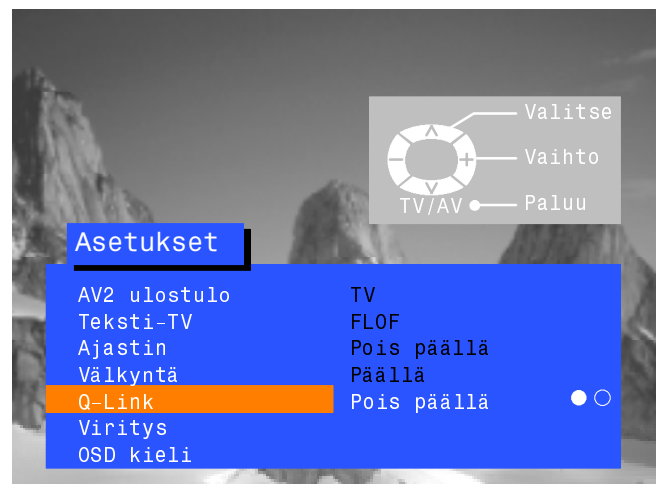 Valitse
Vaihto
TV/AV Paluu
Asetukset
AV2 ulostulo TV
Teksti-TV FLOF
Ajastin Pois päällä
Välkyntä Päällä
Q-Link Pois päällä
Viritys
OSD kieli